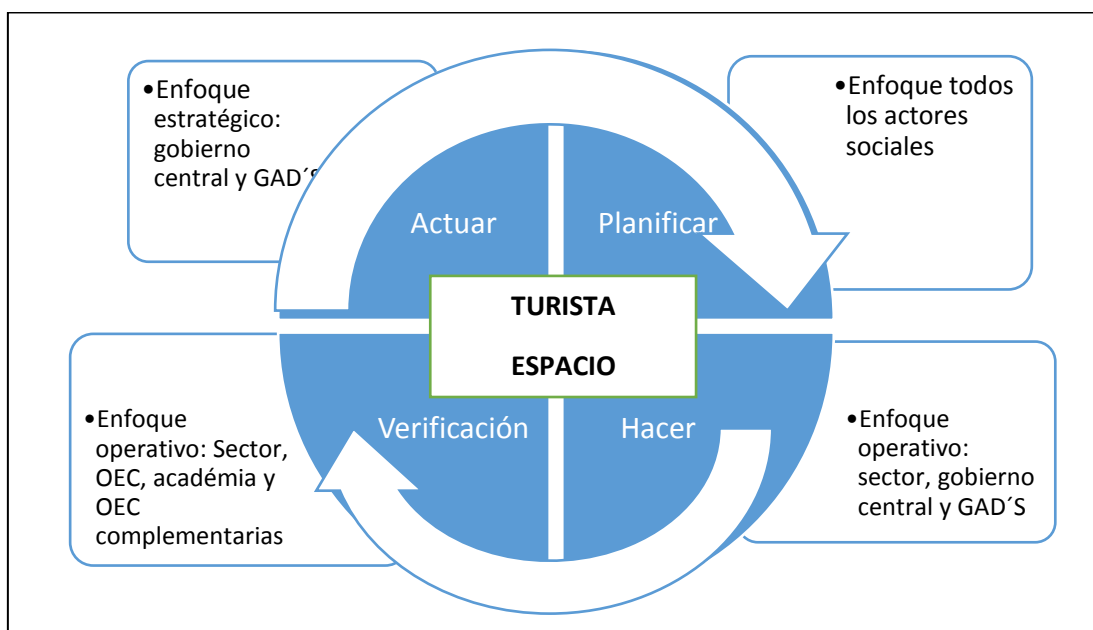 •Enfoque
estratégico:
gobierno
central y GAD´S
•Enfoque todos
los actores
sociales
Actuar
Planificar
TURISTA
ESPACIO
Verificación
Hacer
•Enfoque
operativo: Sector,
OEC, académia y
OEC
complementarias
•Enfoque
operativo:
sector, gobierno
central y GAD´S